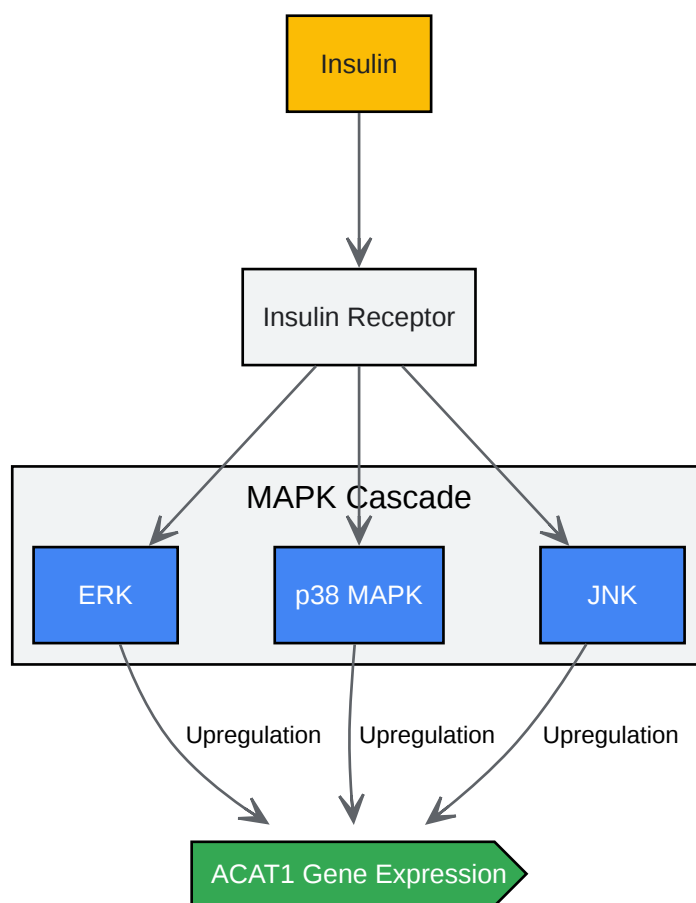 Insulin
Insulin Receptor
MAPK Cascade
ERK
p38 MAPK
JNK
Upregulation
Upregulation
Upregulation
ACAT1 Gene Expression